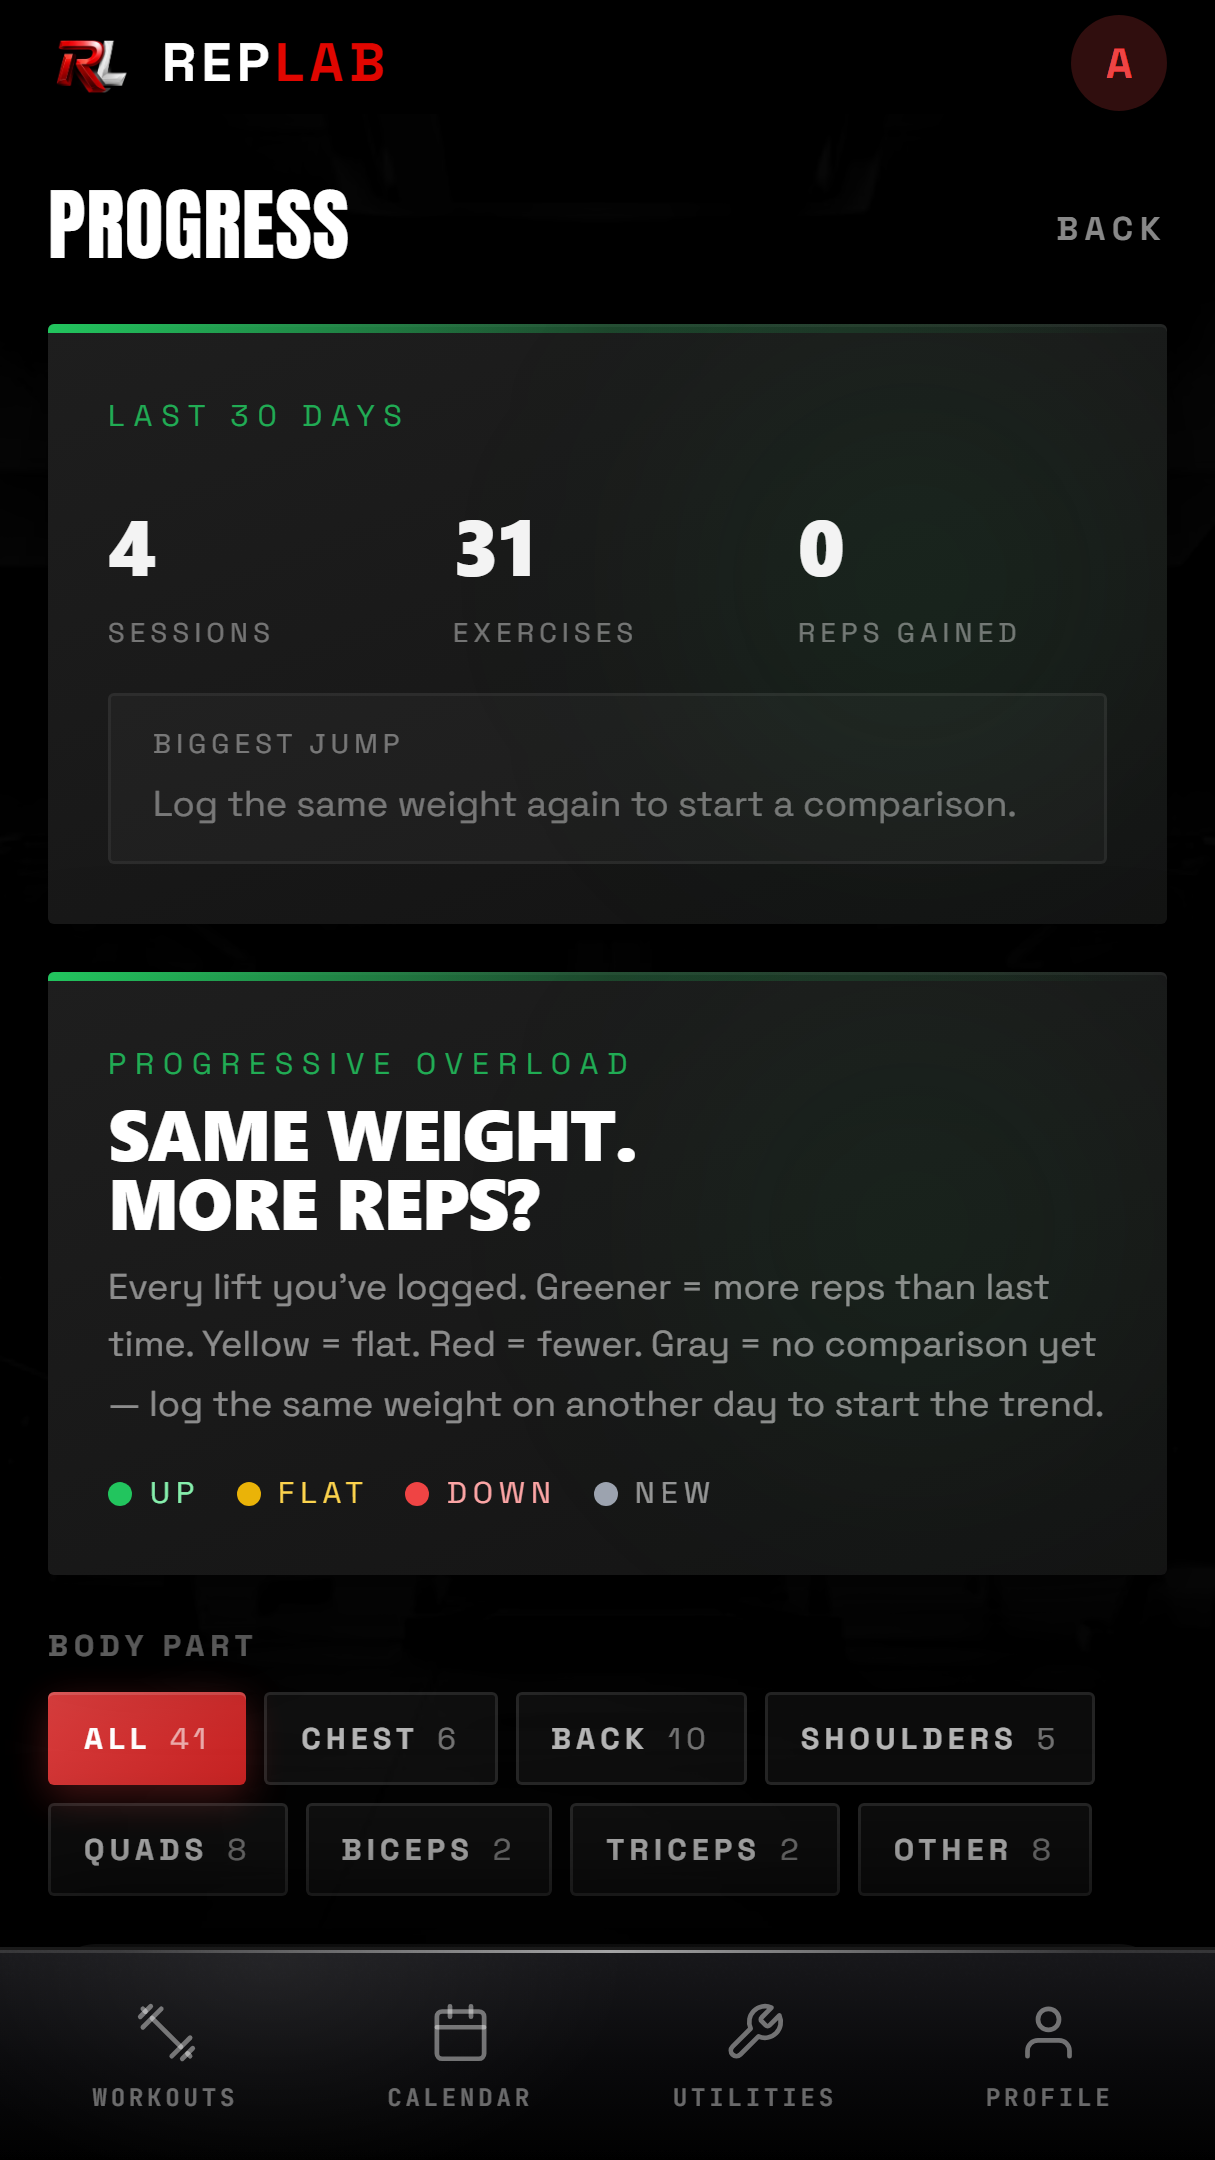 RL REPLAB
A
PROGRESS
BACK
LAST 30 DAYS
4
31
0
SESSIONS
EXERCISES
REPS GAINED
BIGGEST JUMP
Log the same weight again to start a comparison.
PROGRESSIVE OVERLOAD
SAME WEIGHT.
MORE REPS?
Every lift you've logged. Greener = more reps than last
time. Yellow = flat. Red = fewer. Gray = no comparison yet
— log the same weight on another day to start the trend.
UP FLAT DOWN NEW
BODY PART
ALL 41 CHEST 6 BACK 10 SHOULDERS 5
QUADS 8 BICEPS 2 TRICEPS 2 OTHER 8
WORKOUTS CALENDAR UTILITIES PROFILE